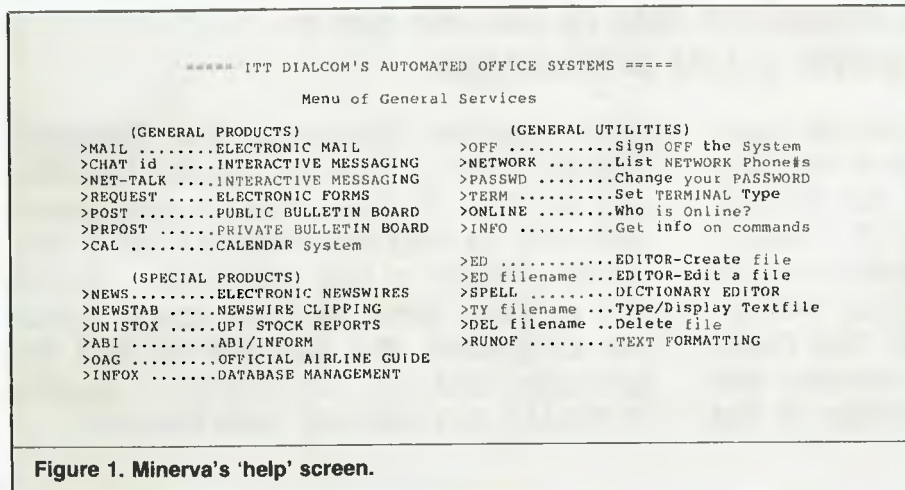 ===== ITT DIALCOM'S AUTOMATED OFFICE SYSTEMS =====
Menu of General Services
(GENERAL PRODUCTS)
>MAIL ........ELECTRONIC MAIL
>CHAT id .....INTERACTIVE MESSAGING
>NET-TALK ....INTERACTIVE MESSAGING
>REQUEST .....ELECTRONIC FORMS
>POST ........PUBLIC BULLETIN BOARD
>PRPOST ......PRIVATE BULLETIN BOARD
>CAL .........CALENDAR System
(SPECIAL PRODUCTS)
>NEWS.........ELECTRONIC NEWSWIRES
>NEWSTAB .....NEWSWIRE CLIPPING
>UNISTOX .....UPI STOCK REPORTS
>ABI .........ABI/INFORM
>OAG .........OFFICIAL AIRLINE GUIDE
>INFOX .......DATABASE MANAGEMENT
(GENERAL UTILITIES)
>OFF ...........Sign OFF the System
>NETWORK .......List NETWORK Phone#s
>PASSWD ........Change your PASSWORD
>TERM ..........Set TERMINAL Type
>ONLINE ........Who is Online?
>INFO ..........Get info on commands
>ED ............EDITOR-Create file
>ED filename ...EDITOR-Edit a file
>SPELL .........DICTIONARY EDITOR
>TY filename ...Type/Display Textfile
>DEL filename ..Delete file
>RUNOF .........TEXT FORMATTING
Figure 1. Minerva's 'help' screen.